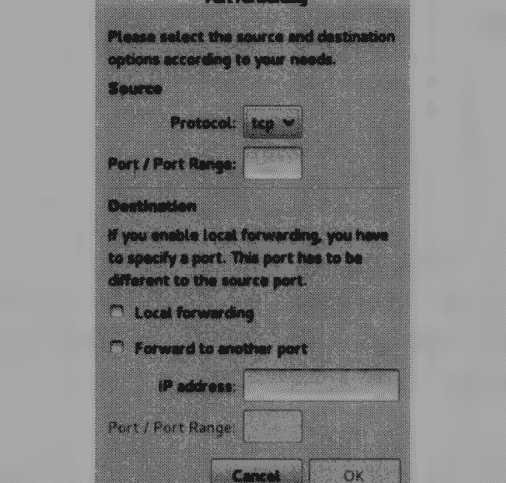 Port Forwarding
Please select the source and destination
options according to your needs.
Source
Protocol: tcp
Port / Port Range:
Destination
If you enable local forwarding, you have
to specify a port. This port has to be
different to the source port.
Local forwarding
Forward to another port
IP address:
Port / Port Range:
Cancel OK